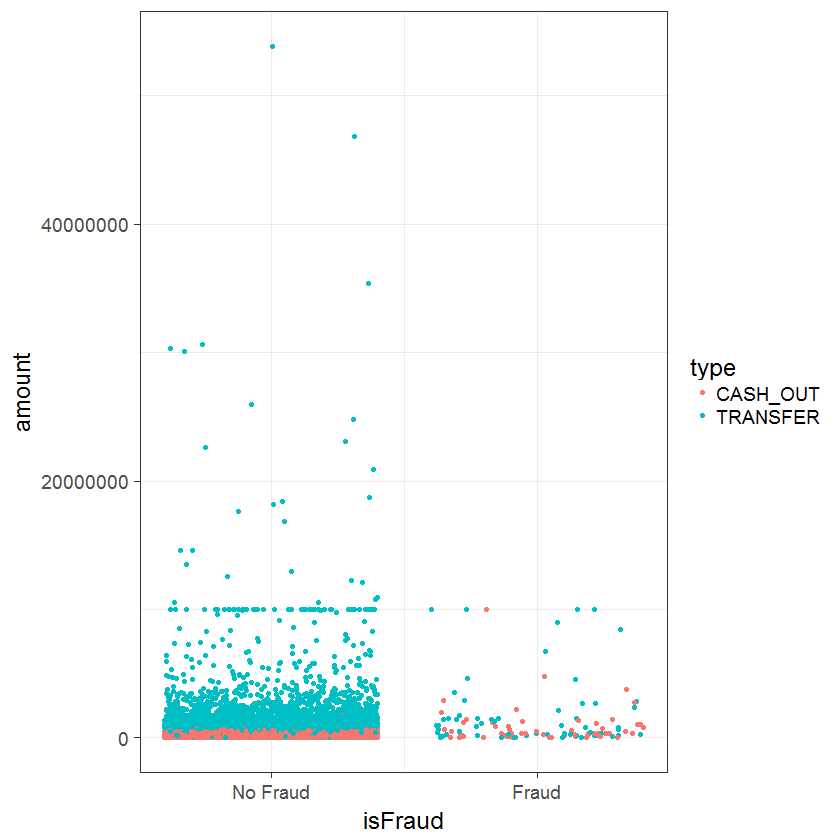 40000000
20000000
0
amount
No Fraud
Fraud
isFraud
type
CASH_OUT
TRANSFER